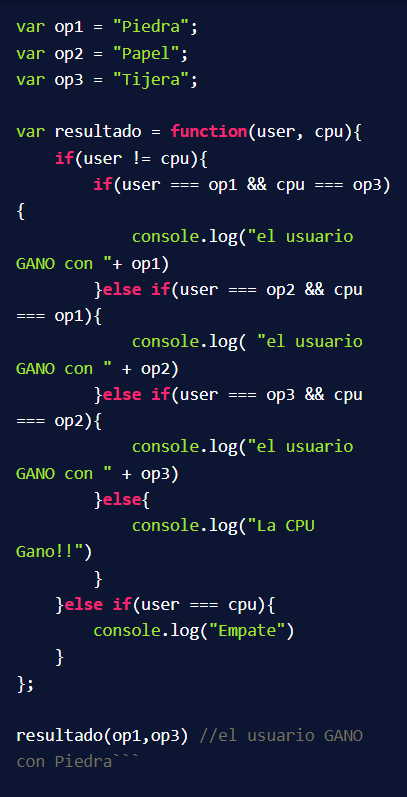 var op1 = "Piedra";
var op2 = "Papel";
var op3 = "Tijera";

var resultado = function(user, cpu){
    if(user != cpu){
        if(user === op1 && cpu === op3)
{
            console.log("el usuario
GANO con "+ op1)
        }else if(user === op2 && cpu
=== op1){
            console.log( "el usuario
GANO con " + op2)
        }else if(user === op3 && cpu
=== op2){
            console.log("el usuario
GANO con " + op3)
        }else{
            console.log("La CPU
Gano!!")
        }
    }else if(user === cpu){
        console.log("Empate")
    }
};

resultado(op1,op3) //el usuario GANO
con Piedra```